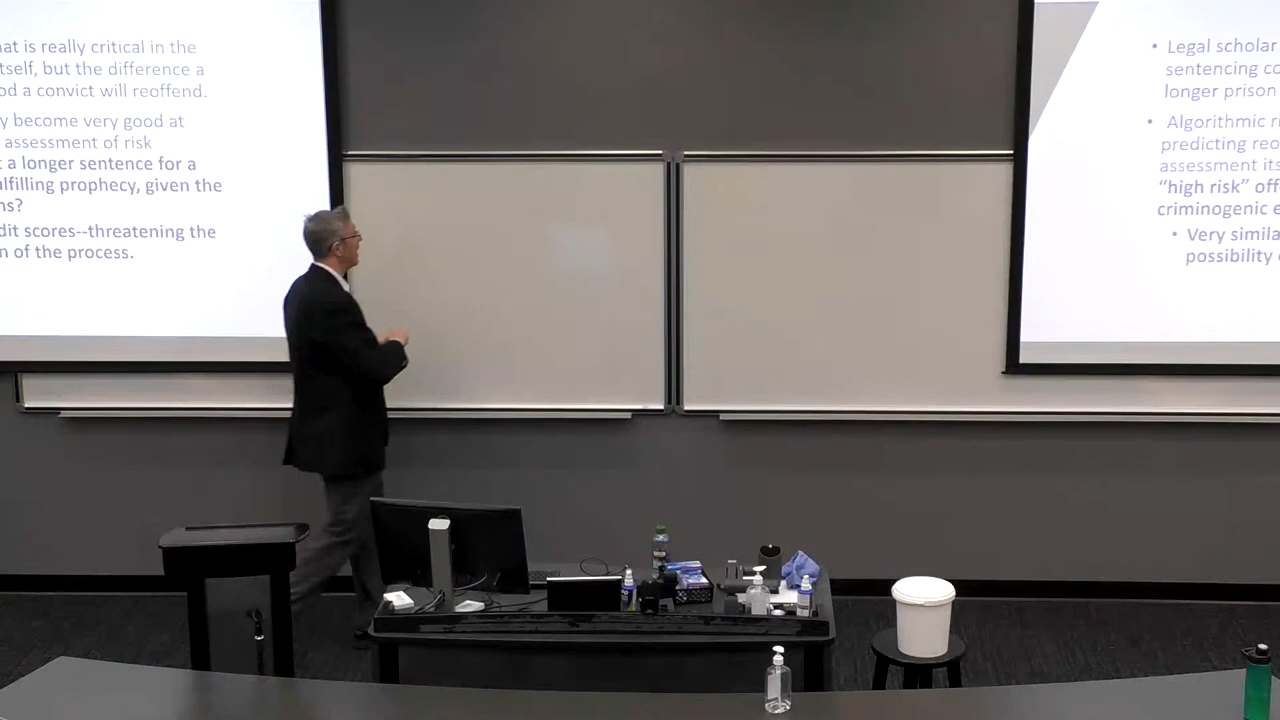 at is really critical in the
tself, but the difference a
od a convict will reoffend.
y become very good at
assessment of risk
a longer sentence for a
lfilling prophecy, given the
ns?
dit scores--threatening the
n of the process.
• Legal scholar
sentencing co
longer prison
• Algorithmic ri
predicting reo
assessment its
“high risk” off
criminogenic e
• Very simila
possibility